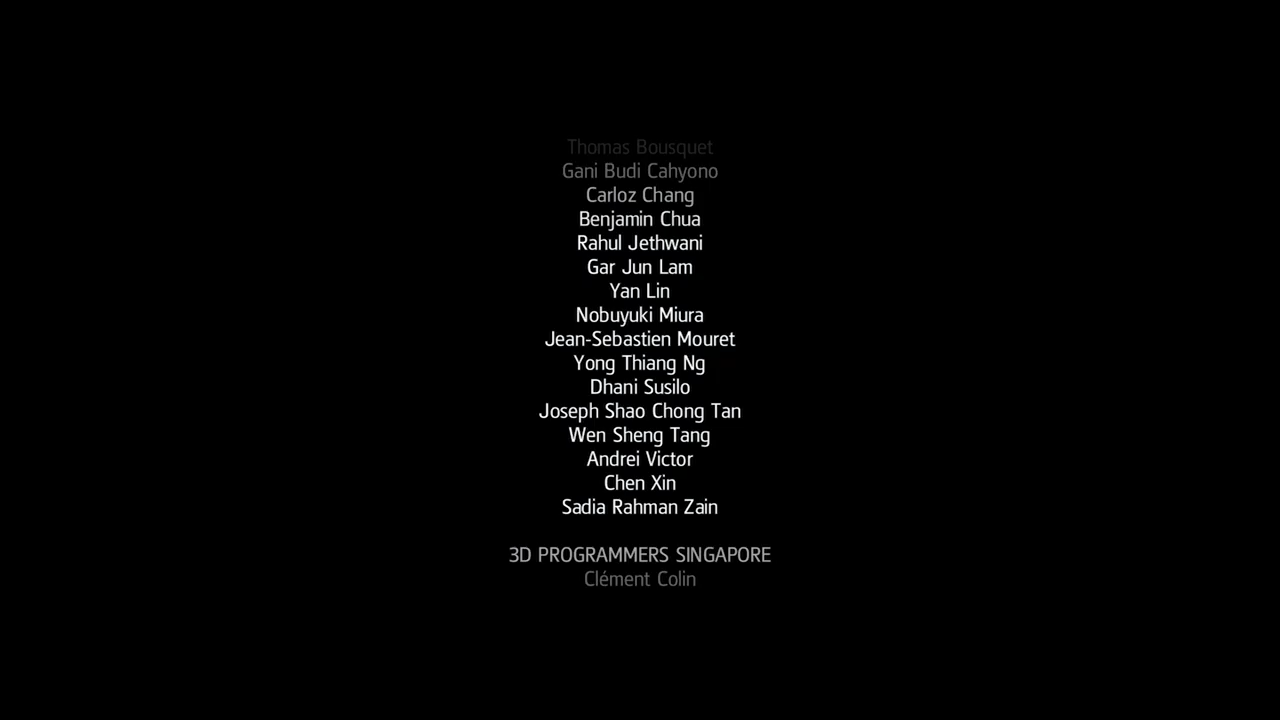 Thomas Bousquet
Gani Budi Cahyono
Carloz Chang
Benjamin Chua
Rahul Jethwani
Gar Jun Lam
Yan Lin
Nobuyuki Miura
Jean-Sebastien Mouret
Yong Thiang Ng
Dhani Susilo
Joseph Shao Chong Tan
Wen Sheng Tang
Andrei Victor
Chen Xin
Sadia Rahman Zain
3D PROGRAMMERS SINGAPORE
Clément Colin